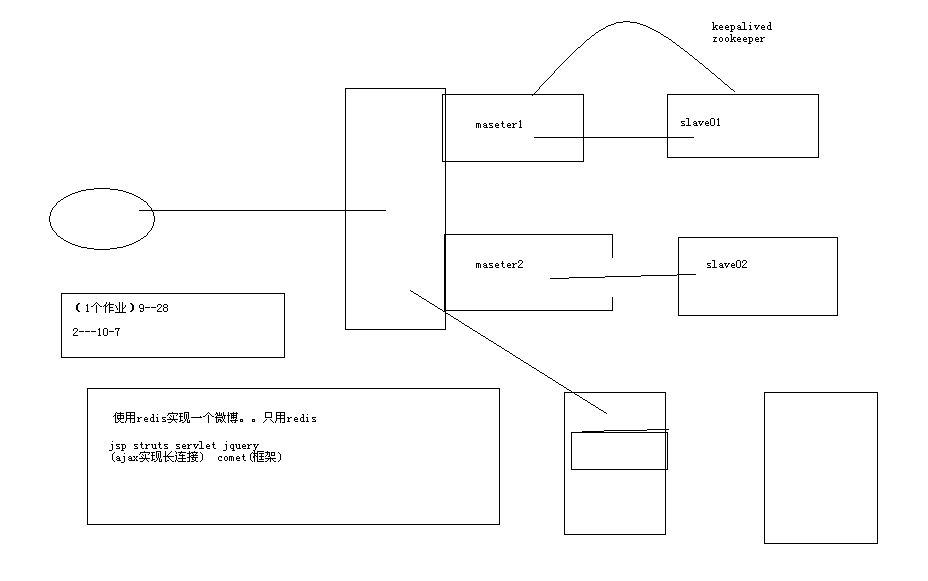 keepalived
zookeeper
maseter1
slave01
maseter2
slave02
（1个作业）9--28
2---10-7
使用redis实现一个微博。。只用redis
jsp struts servlet jquery
(ajax实现长连接) comet(框架)